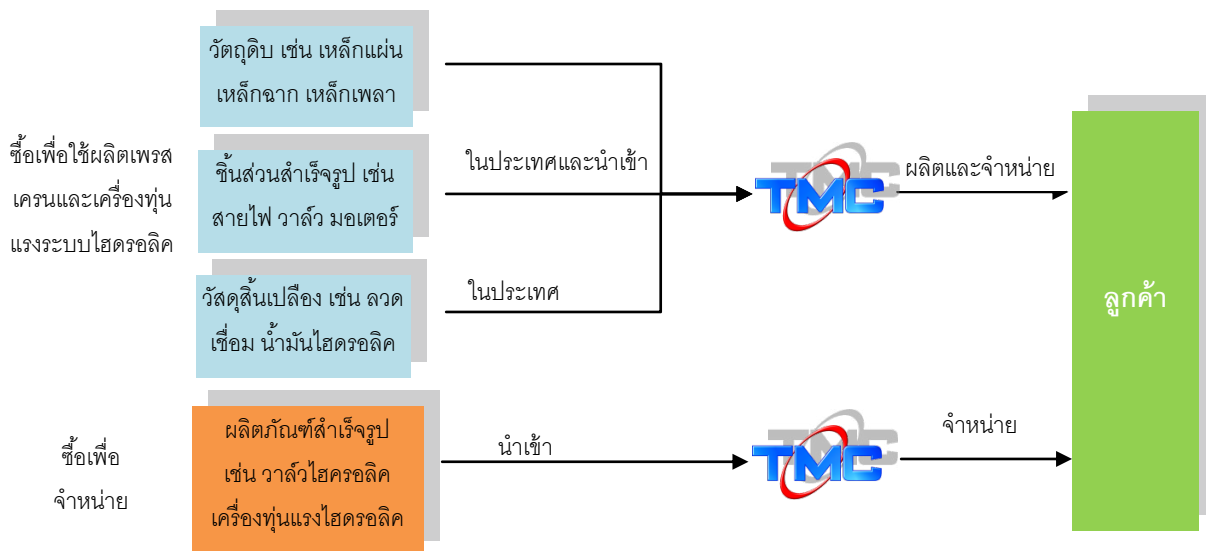 วัตถุดิบ เช่น เหล็กแผ่น
เหล็กฉาก เหล็กเพลา
ซื้อเพื่อใช้ผลิตเพรส
เครนและเครื่องทุ่น
แรงระบบไฮดรอลิค
ชิ้นส่วนสำเร็จรูป เช่น
สายไฟ วาล์ว มอเตอร์
ในประเทศและนำเข้า
TMC
ผลิตและจำหน่าย
วัสดุสิ้นเปลือง เช่น ลวด
เชื่อม น้ำมันไฮดรอลิค
ในประเทศ
ลูกค้า
ซื้อเพื่อ
จำหน่าย
ผลิตภัณฑ์สำเร็จรูป
เช่น วาล์วไฮดรอลิค
เครื่องทุ่นแรงไฮดรอลิค
นำเข้า
TMC
จำหน่าย